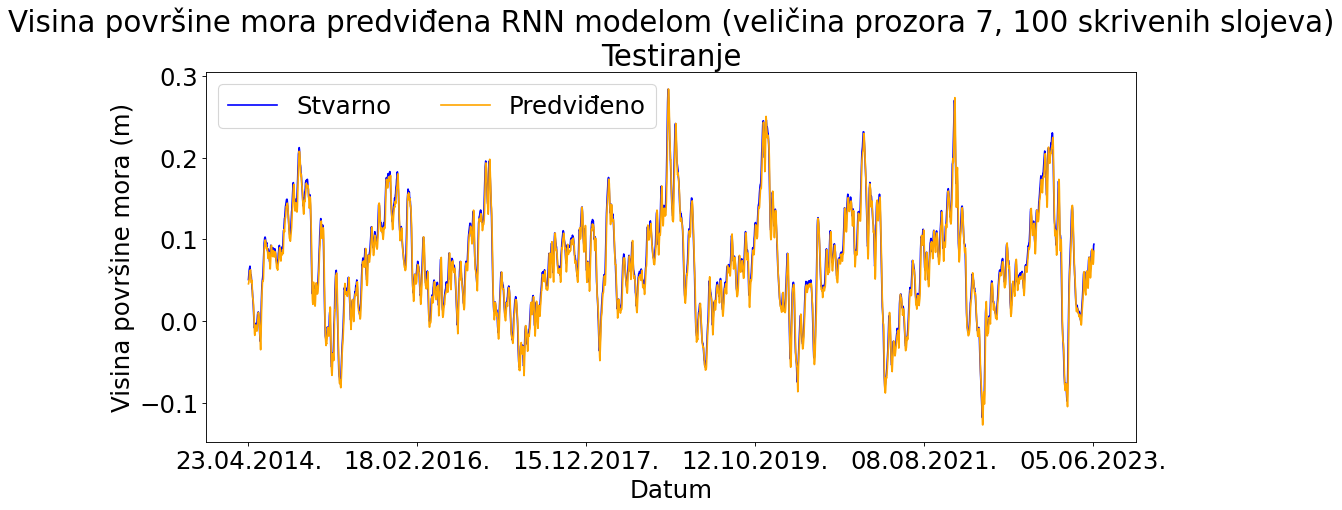 Visina površine mora predviđena RNN modelom (veličina prozora 7, 100 skrivenih slojeva)
Testiranje
Stvarno
Predviđeno
Visina površine mora (m)
0.3
0.2
0.1
0.0
−0.1
23.04.2014.
18.02.2016.
15.12.2017.
12.10.2019.
08.08.2021.
05.06.2023.
Datum